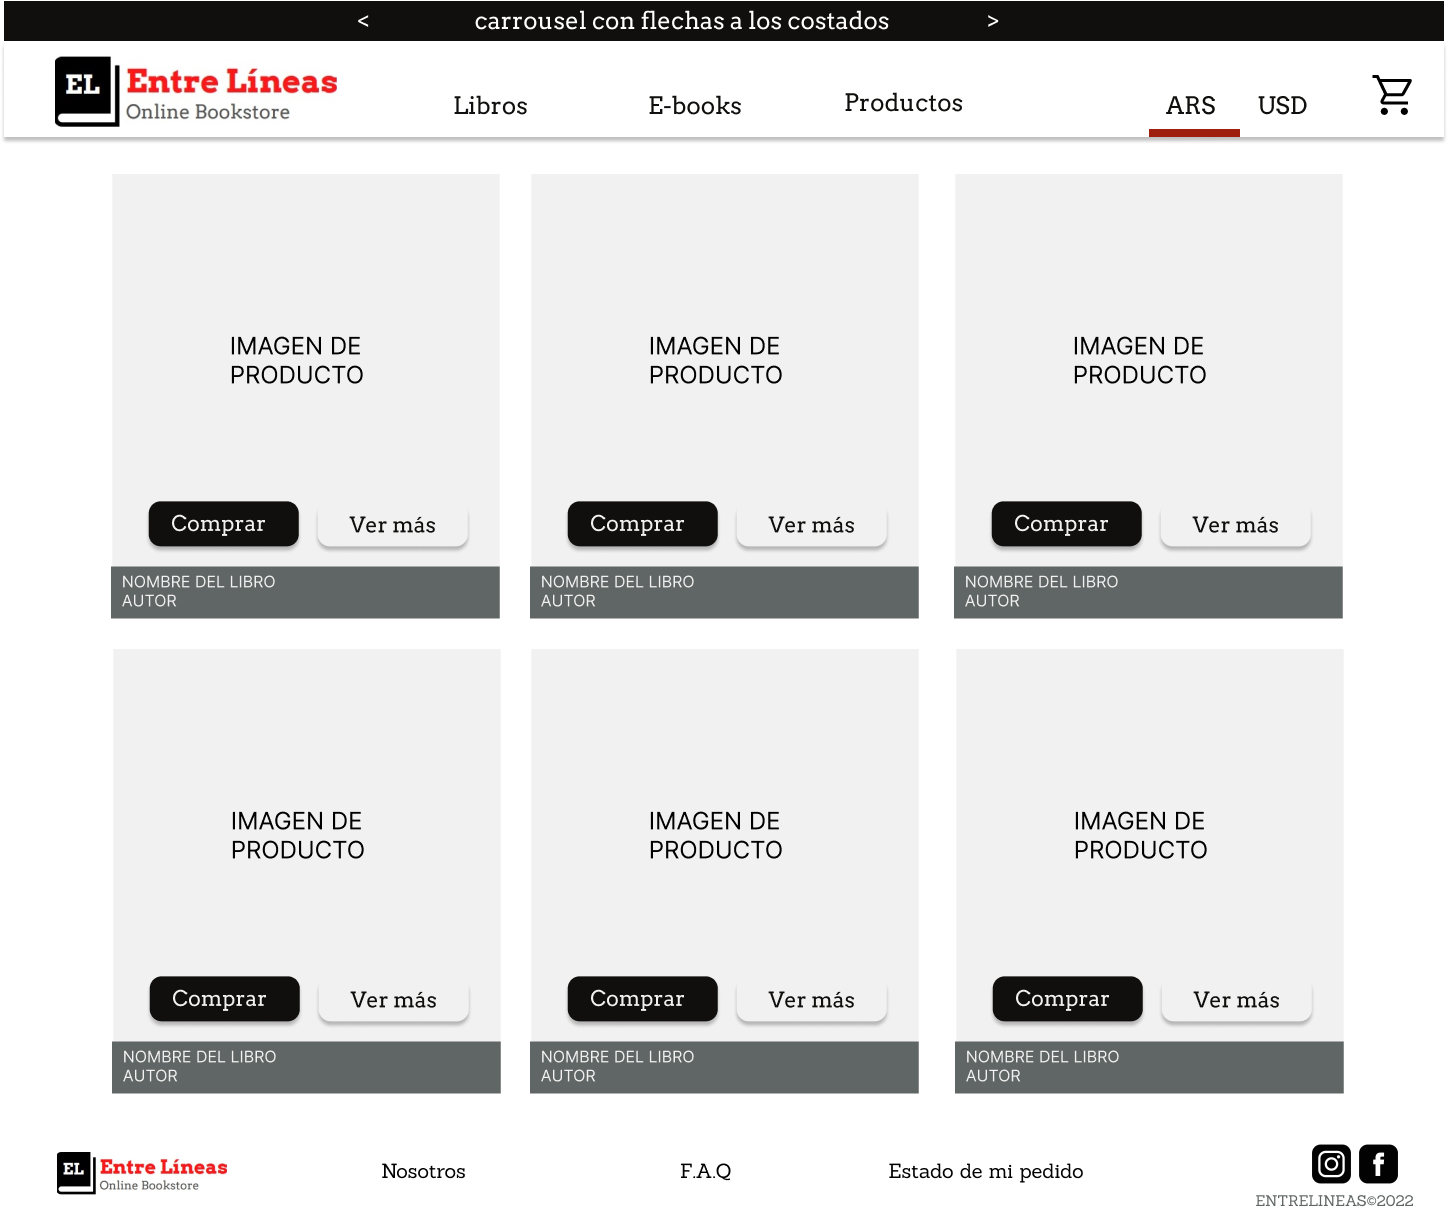 < carrousel con flechas a los costados >
EL Entre Líneas
Online Bookstore
Libros E-books Productos ARS USD
IMAGEN DE
PRODUCTO
Comprar Ver más
NOMBRE DEL LIBRO
AUTOR
IMAGEN DE
PRODUCTO
Comprar Ver más
NOMBRE DEL LIBRO
AUTOR
IMAGEN DE
PRODUCTO
Comprar Ver más
NOMBRE DEL LIBRO
AUTOR
IMAGEN DE
PRODUCTO
Comprar Ver más
NOMBRE DEL LIBRO
AUTOR
IMAGEN DE
PRODUCTO
Comprar Ver más
NOMBRE DEL LIBRO
AUTOR
IMAGEN DE
PRODUCTO
Comprar Ver más
NOMBRE DEL LIBRO
AUTOR
EL Entre Líneas
Online Bookstore
Nosotros F.A.Q Estado de mi pedido
ENTRELINEAS©2022